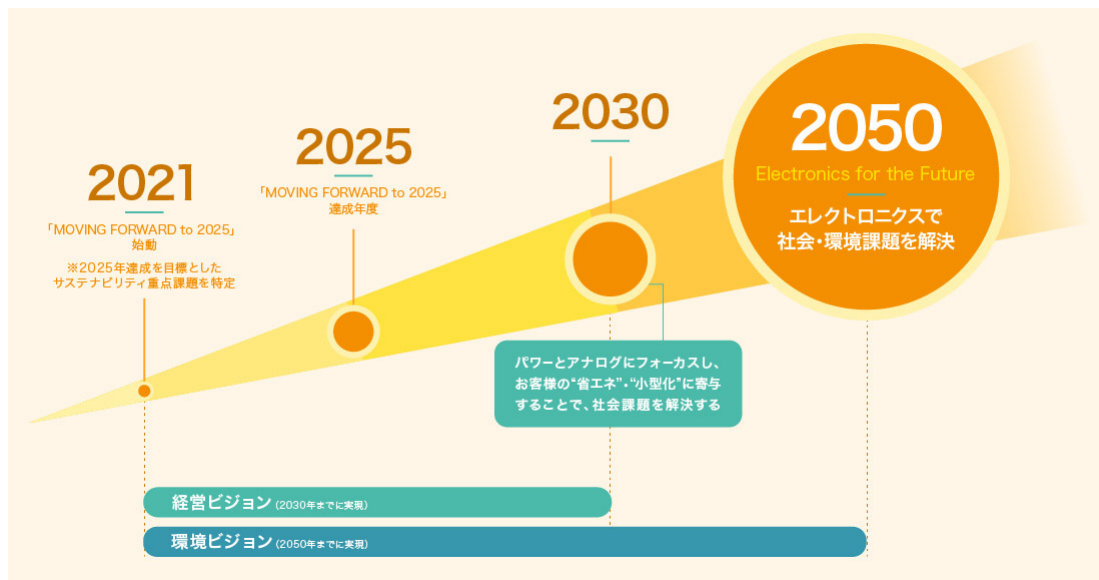 2021
「MOVING FORWARD to 2025」
始動
※2025年達成を目標とした
サステナビリティ重点課題を特定
2025
「MOVING FORWARD to 2025」
達成年度
2030
パワーとアナログにフォーカスし、
お客様の“省エネ”・“小型化”に寄与
することで、社会課題を解決する
2050
Electronics for the Future
エレクトロニクスで
社会・環境課題を解決
経営ビジョン(2030年までに実現)
環境ビジョン(2050年までに実現)